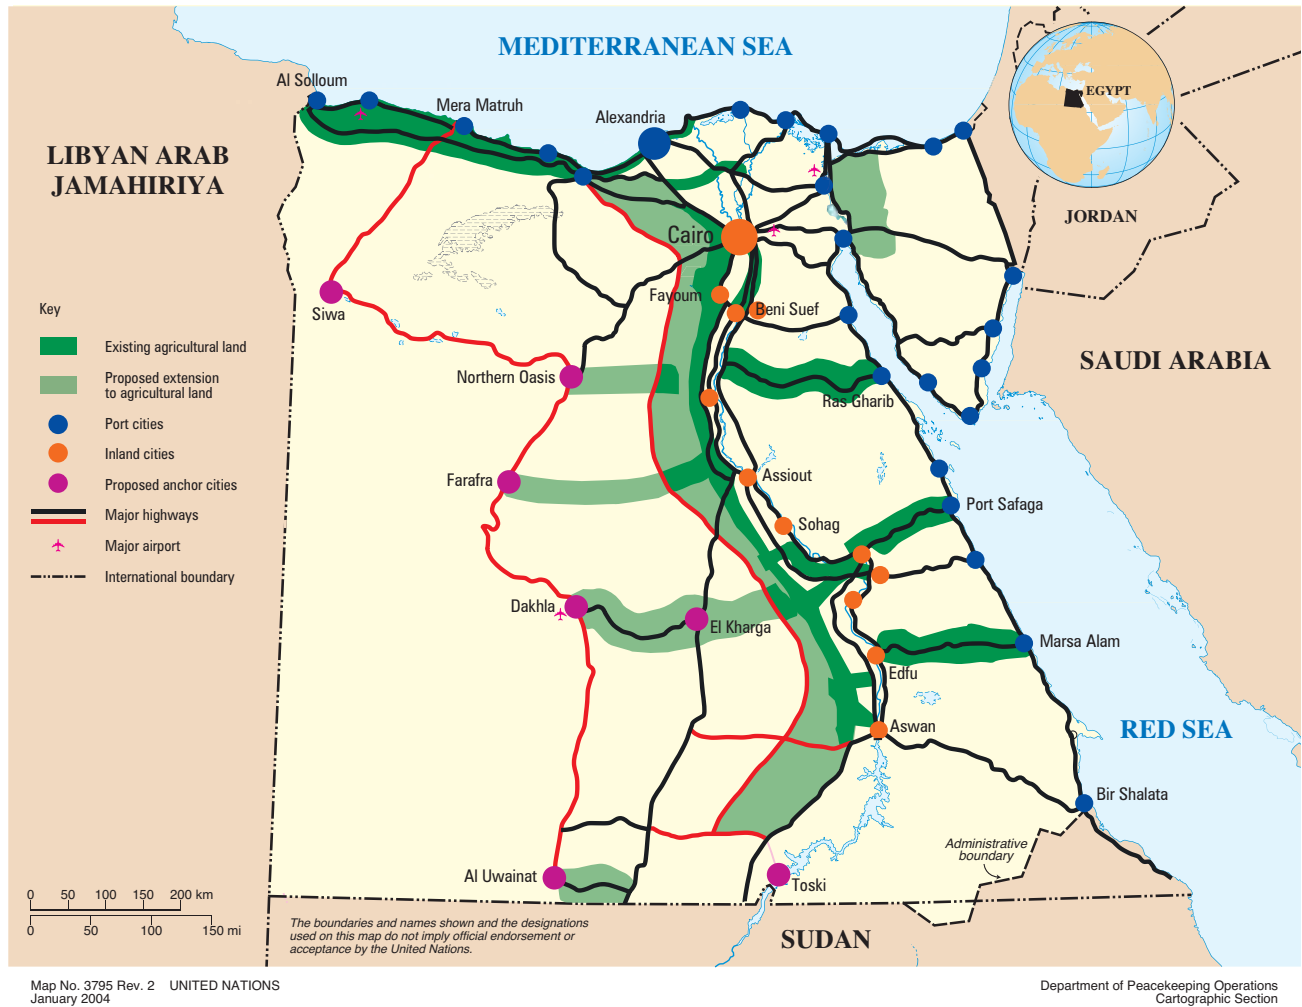 MEDITERRANEAN SEA
EGYPT
Al Solloum
Mera Matruh
Alexandria
LIBYAN ARAB
JAMAHIRIYA
JORDAN
Cairo
Siwa
Fayoum
Beni Suef
SAUDI ARABIA
Northern Oasis
Ras Gharib
Farafra
Assiout
Port Safaga
Sohag
Dakhla
El Kharga
Marsa Alam
Edfu
Aswan
RED SEA
Bir Shalata
Administrative
boundary
Al Uwainat
Toski
SUDAN
Key
Existing agricultural land
Proposed extension
to agricultural land
Port cities
Inland cities
Proposed anchor cities
Major highways
Major airport
International boundary
0 50 100 150 200 km
0 50 100 150 mi
The boundaries and names shown and the designations
used on this map do not imply official endorsement or
acceptance by the United Nations.
Map No. 3795 Rev. 2 UNITED NATIONS
January 2004
Department of Peacekeeping Operations
Cartographic Section